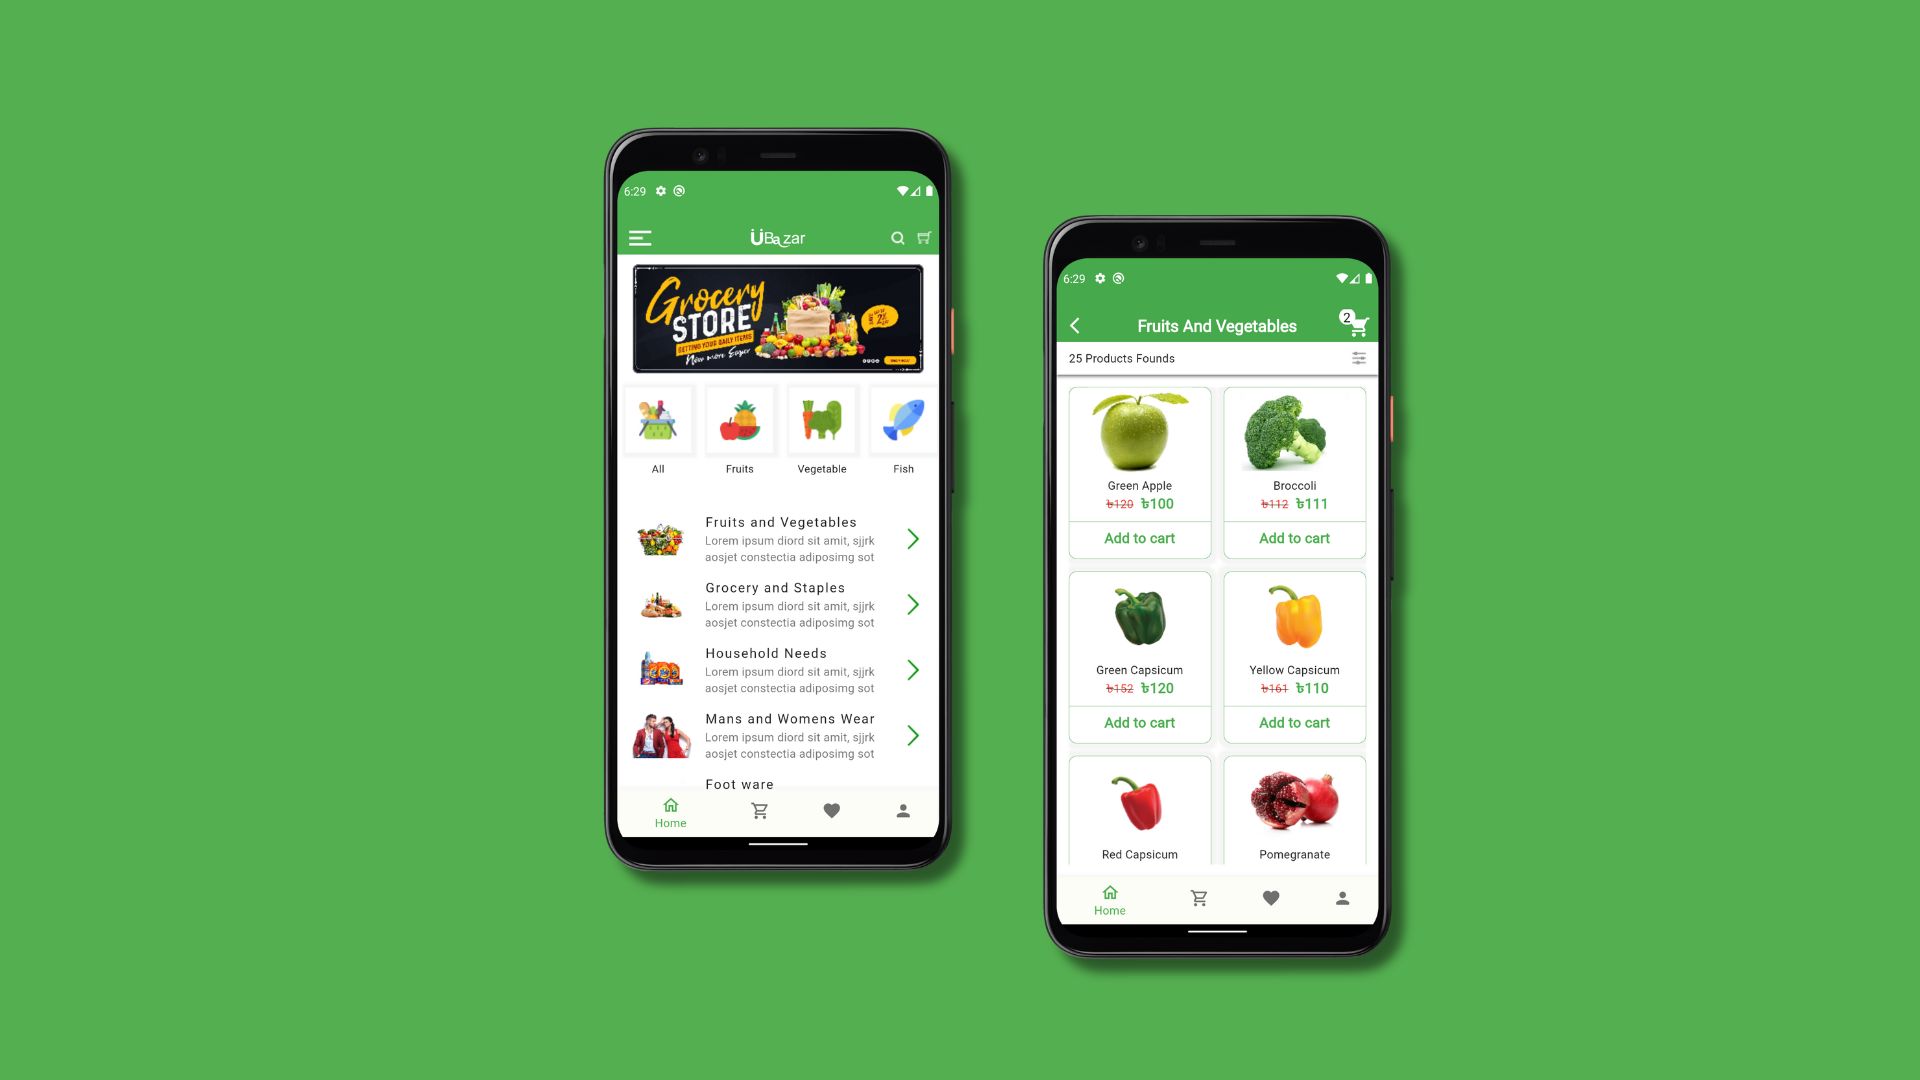 6:29
ÜBazar
Grocery
STORE
GETTING YOUR DAILY ITEMS
Now more Easyer
2%
All
Fruits
Vegetable
Fish
Fruits and Vegetables
Lorem ipsum diord sit amit, sjjrk
aosjet constectia adiposimg sot
Grocery and Staples
Lorem ipsum diord sit amit, sjjrk
aosjet constectia adiposimg sot
Household Needs
Lorem ipsum diord sit amit, sjjrk
aosjet constectia adiposimg sot
Mans and Womens Wear
Lorem ipsum diord sit amit, sjjrk
aosjet constectia adiposimg sot
Foot ware
Home
6:29
Fruits And Vegetables
2
25 Products Founds
Green Apple
৳120 ৳100
Add to cart
Broccoli
৳112 ৳111
Add to cart
Green Capsicum
৳152 ৳120
Add to cart
Yellow Capsicum
৳161 ৳110
Add to cart
Red Capsicum
Pomegranate
Home